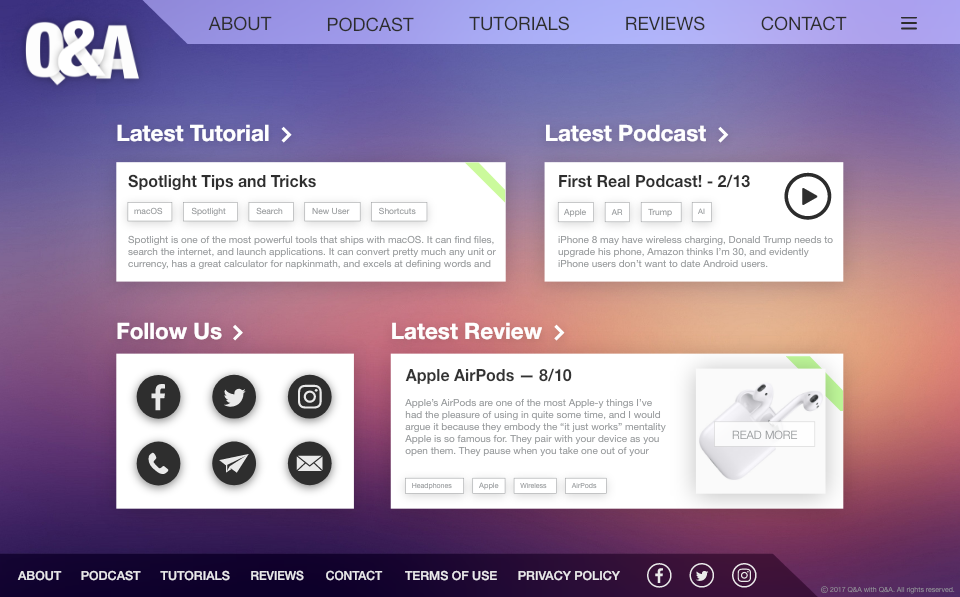 Q&A
ABOUT PODCAST TUTORIALS REVIEWS CONTACT
Latest Tutorial
Spotlight Tips and Tricks
macOS Spotlight Search New User Shortcuts
Spotlight is one of the most powerful tools that ships with macOS. It can find files,
search the internet, and launch applications. It can convert pretty much any unit or
currency, has a great calculator for napkinmath, and excels at defining words and
Latest Podcast
First Real Podcast! - 2/13
Apple AR Trump AI
iPhone 8 may have wireless charging, Donald Trump needs to
upgrade his phone, Amazon thinks I'm 30, and evidently
iPhone users don't want to date Android users.
Follow Us
Latest Review
Apple AirPods — 8/10
Apple's AirPods are one of the most Apple-y things I've
had the pleasure of using in quite some time, and I would
argue it because they embody the “it just works” mentality
Apple is so famous for. They pair with your device as you
open them. They pause when you take one out of your
Headphones Apple Wireless AirPods
READ MORE
ABOUT PODCAST TUTORIALS REVIEWS CONTACT TERMS OF USE PRIVACY POLICY
© 2017 Q&A with Q&A. All rights reserved.